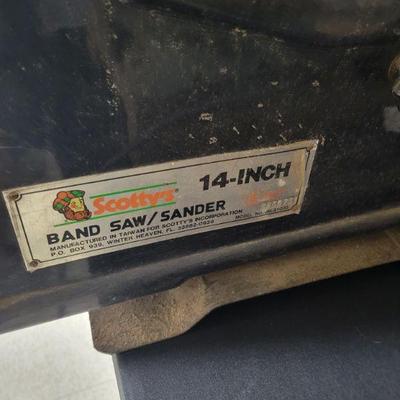 Scotty's® 14-INCH
BAND SAW/SANDER
MANUFACTURED IN TAIWAN FOR SCOTTY'S INCORPORATION
P.O. BOX 939, WINTER HEAVEN, FL. 33882-0939
MODEL NO.